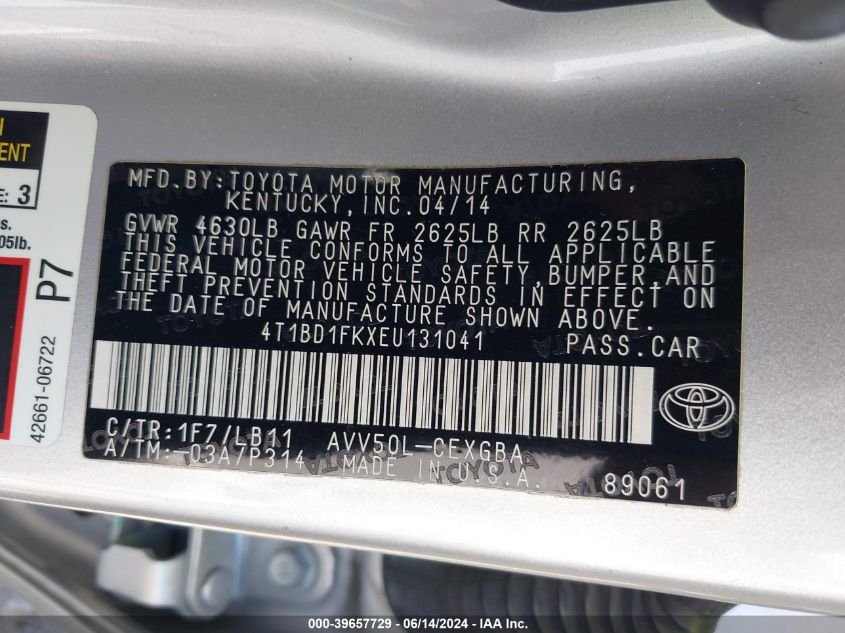 N
EMENT
E: 3
s.
05lb.
P7
42661-06722
MFD.BY:TOYOTA MOTOR MANUFACTURING,
KENTUCKY,INC.04/14
GVWR 4630LB GAWR FR 2625LB RR 2625LB
THIS VEHICLE CONFORMS TO ALL APPLICABLE
FEDERAL MOTOR VEHICLE SAFETY,BUMPER,AND
THEFT PREVENTION STANDARDS IN EFFECT ON
THE DATE OF MANUFACTURE SHOWN ABOVE.
4T1BD1FKXEU131041 PASS.CAR
C/TR:1F7/LB11 AVV50L-CEXGBA
A/TM:-03A7P314 MADE IN U.S.A.
89061
000-39657729 - 06/14/2024 - IAA Inc.